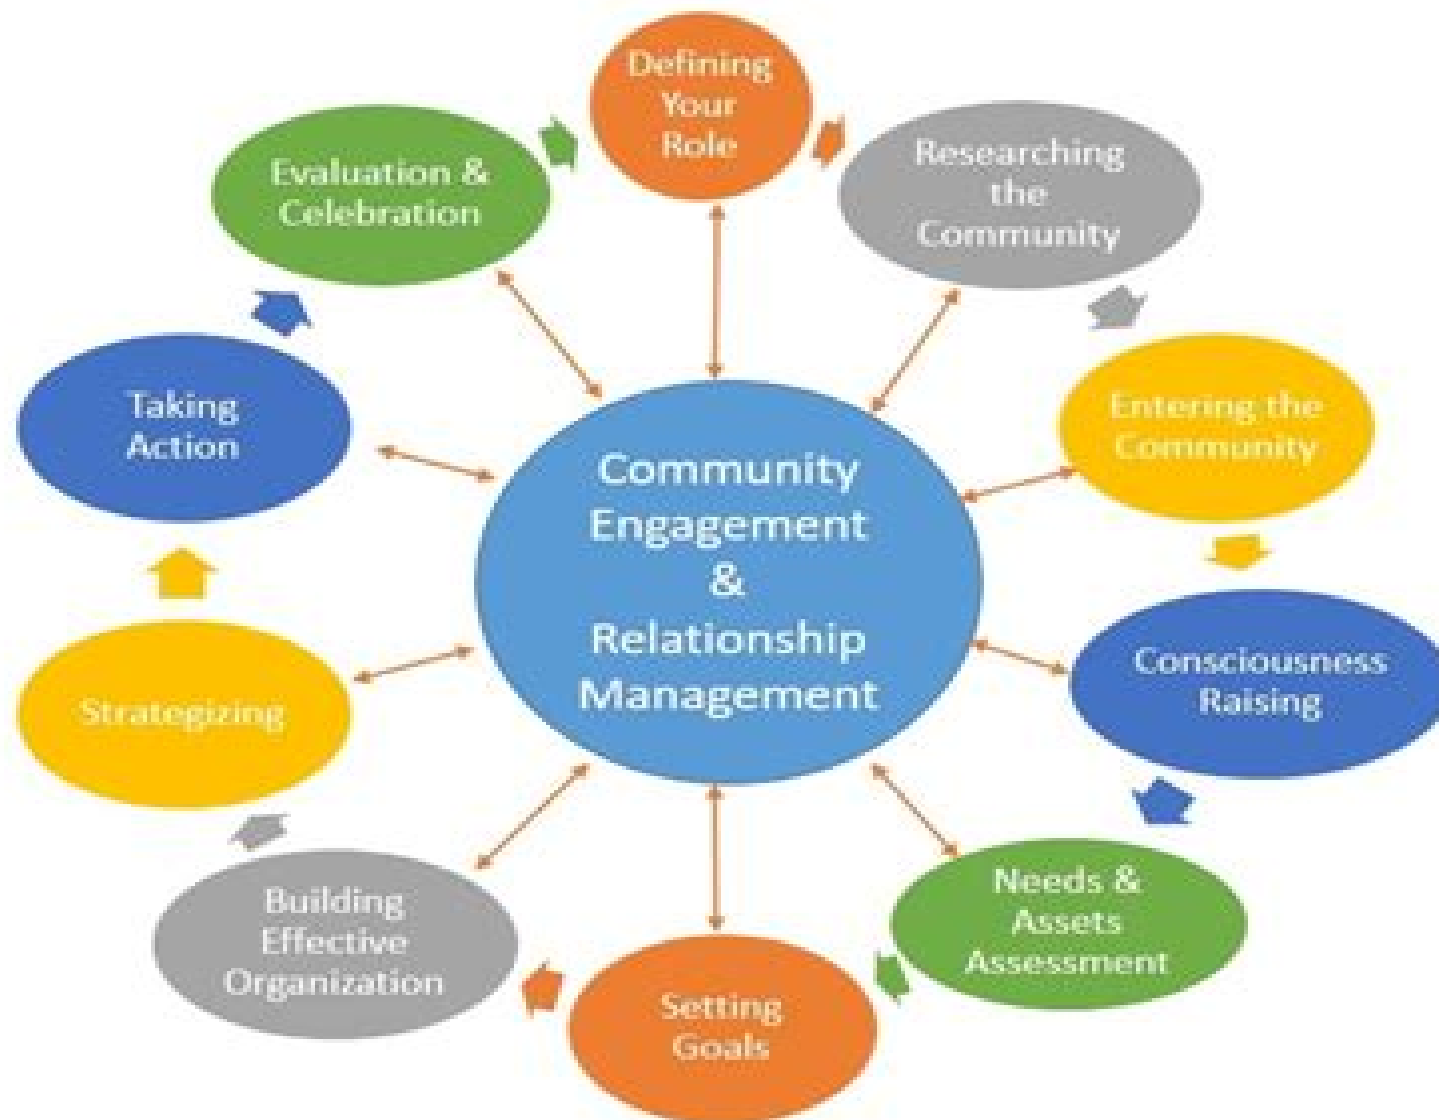 Defining
Your
Role
Researching
the
Community
Entering the
Community
Consciousness
Raising
Needs &
Assets
Assessment
Setting
Goals
Building
Effective
Organization
Strategizing
Taking
Action
Evaluation &
Celebration
Community
Engagement
&
Relationship
Management